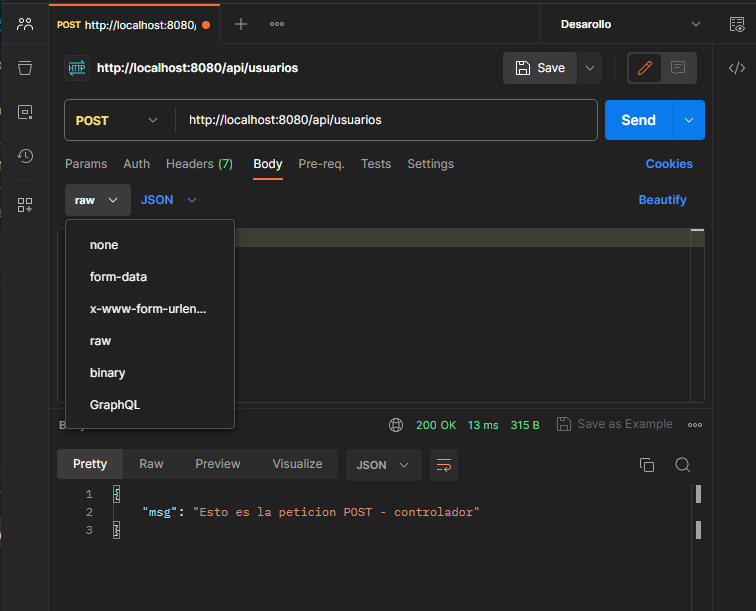 POST http://localhost:8080/
Desarollo
HTTP http://localhost:8080/api/usuarios
Save
POST
http://localhost:8080/api/usuarios
Send
Params Auth Headers (7) Body Pre-req. Tests Settings
Cookies
raw JSON
Beautify
none
form-data
x-www-form-urlen...
raw
binary
GraphQL
200 OK 13 ms 315 B Save as Example
Pretty Raw Preview Visualize JSON
1 {
2 "msg": "Esto es la peticion POST - controlador"
3 }